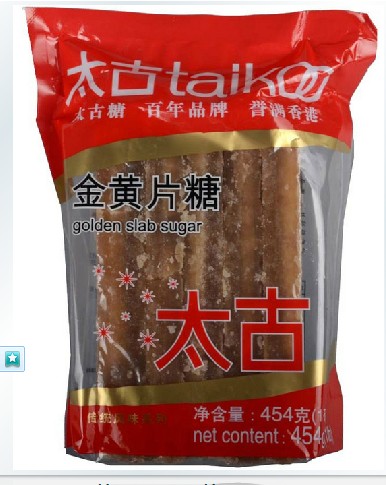 太古taikoo
太古糖 百年品牌 誉满香港
金黄片糖
golden slab sugar
太古
净含量：454克
net content: 454